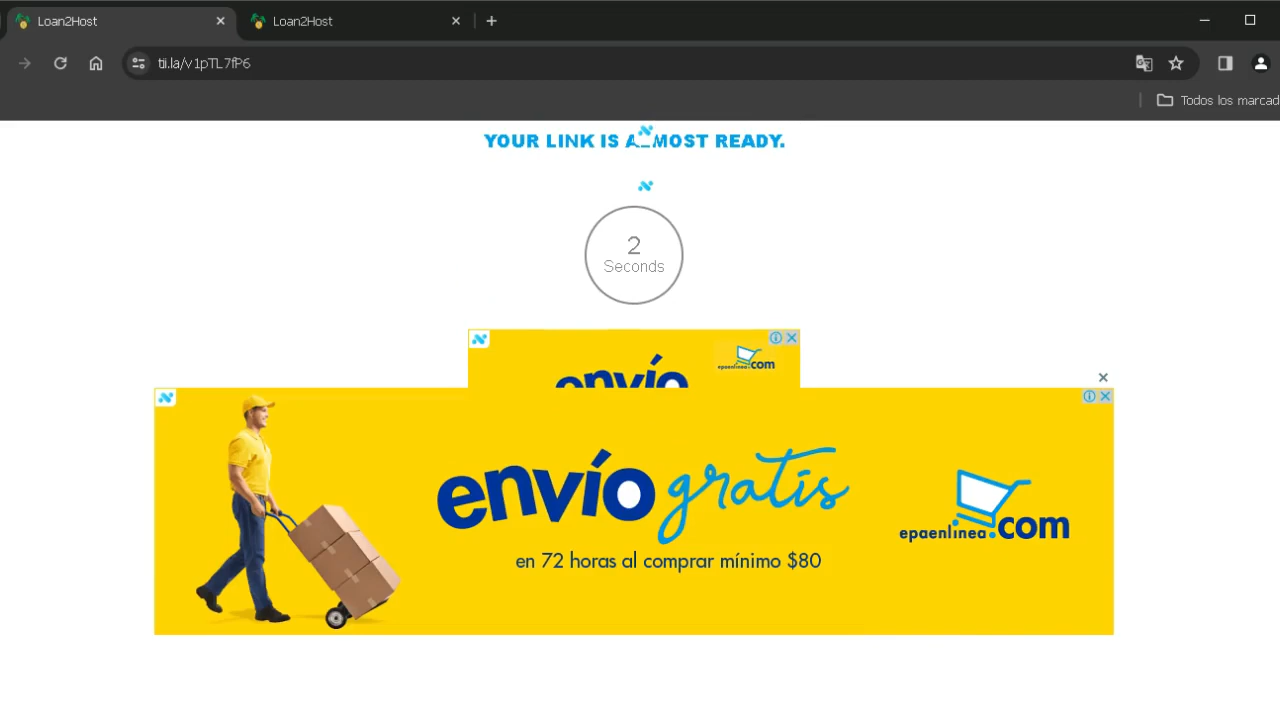 Loan2Host
Loan2Host
tii.la/v1pTL7fP6
Todos los marcad
YOUR LINK IS ALMOST READY.
2
Seconds
epaenlinea.com
envío
envío gratis
en 72 horas al comprar mínimo $80
epaenlinea.com